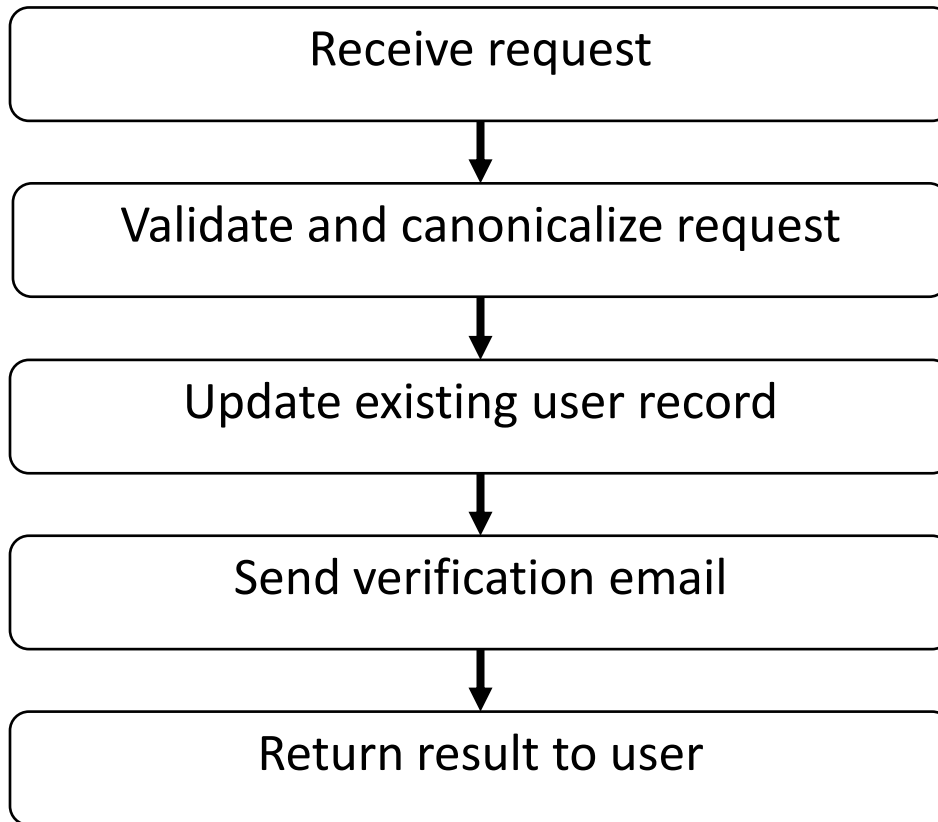 Receive request
Validate and canonicalize request
Update existing user record
Send verification email
Return result to user